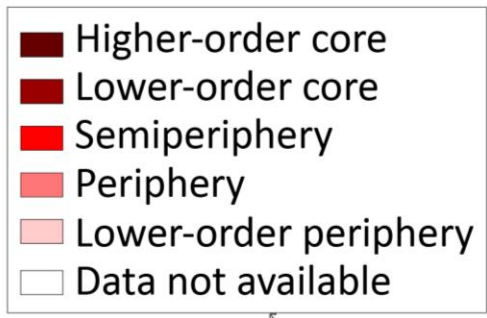 Higher-order core
Lower-order core
Semiperiphery
Periphery
Lower-order periphery
Data not available